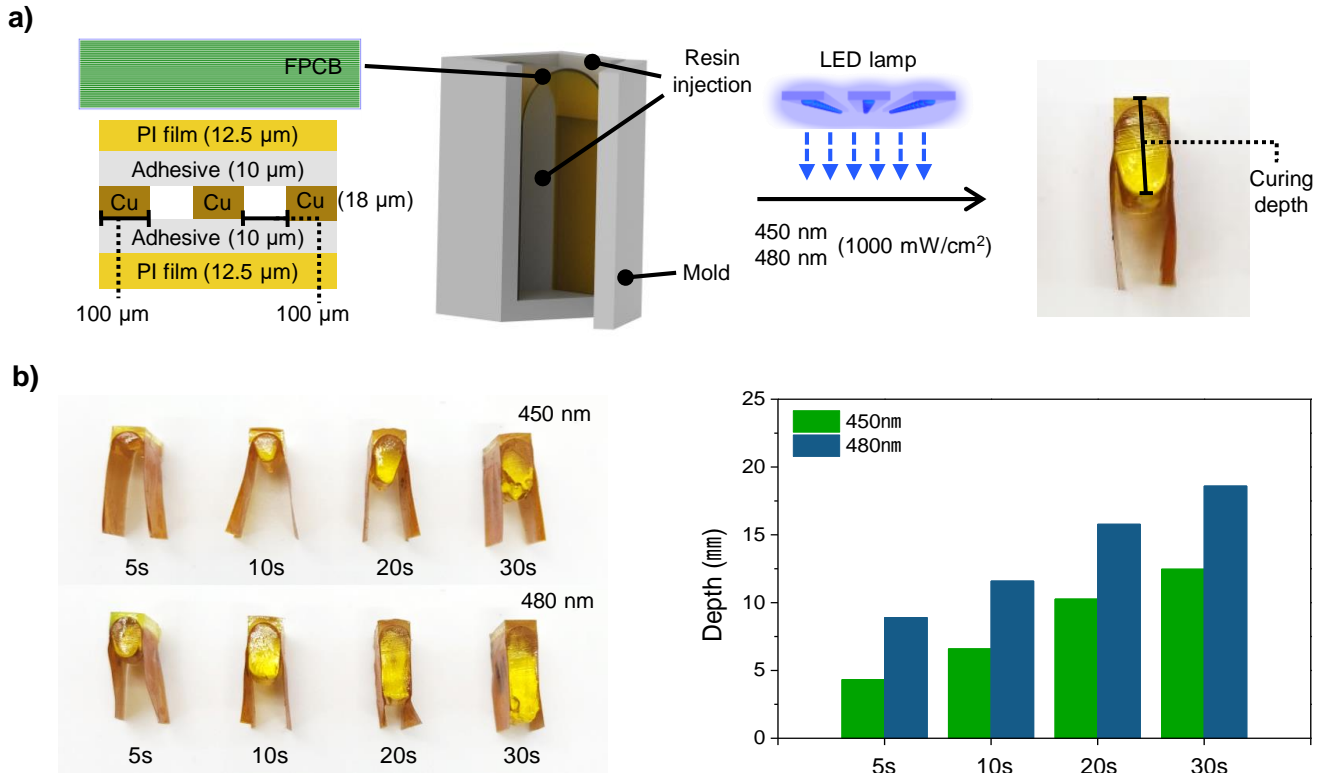 a)
FPCB
PI film (12.5 µm)
Adhesive (10 µm)
Cu
Cu
Cu
(18 µm)
Adhesive (10 µm)
PI film (12.5 µm)
100 µm
100 µm
Resin
injection
Mold
LED lamp
450 nm
480 nm
(1000 mW/cm²)
Curing
depth
b)
450 nm
5s
10s
20s
30s
480 nm
5s
10s
20s
30s
25
20
15
10
5
0
Depth (㎜)
450㎚
480㎚
5s
10s
20s
30s